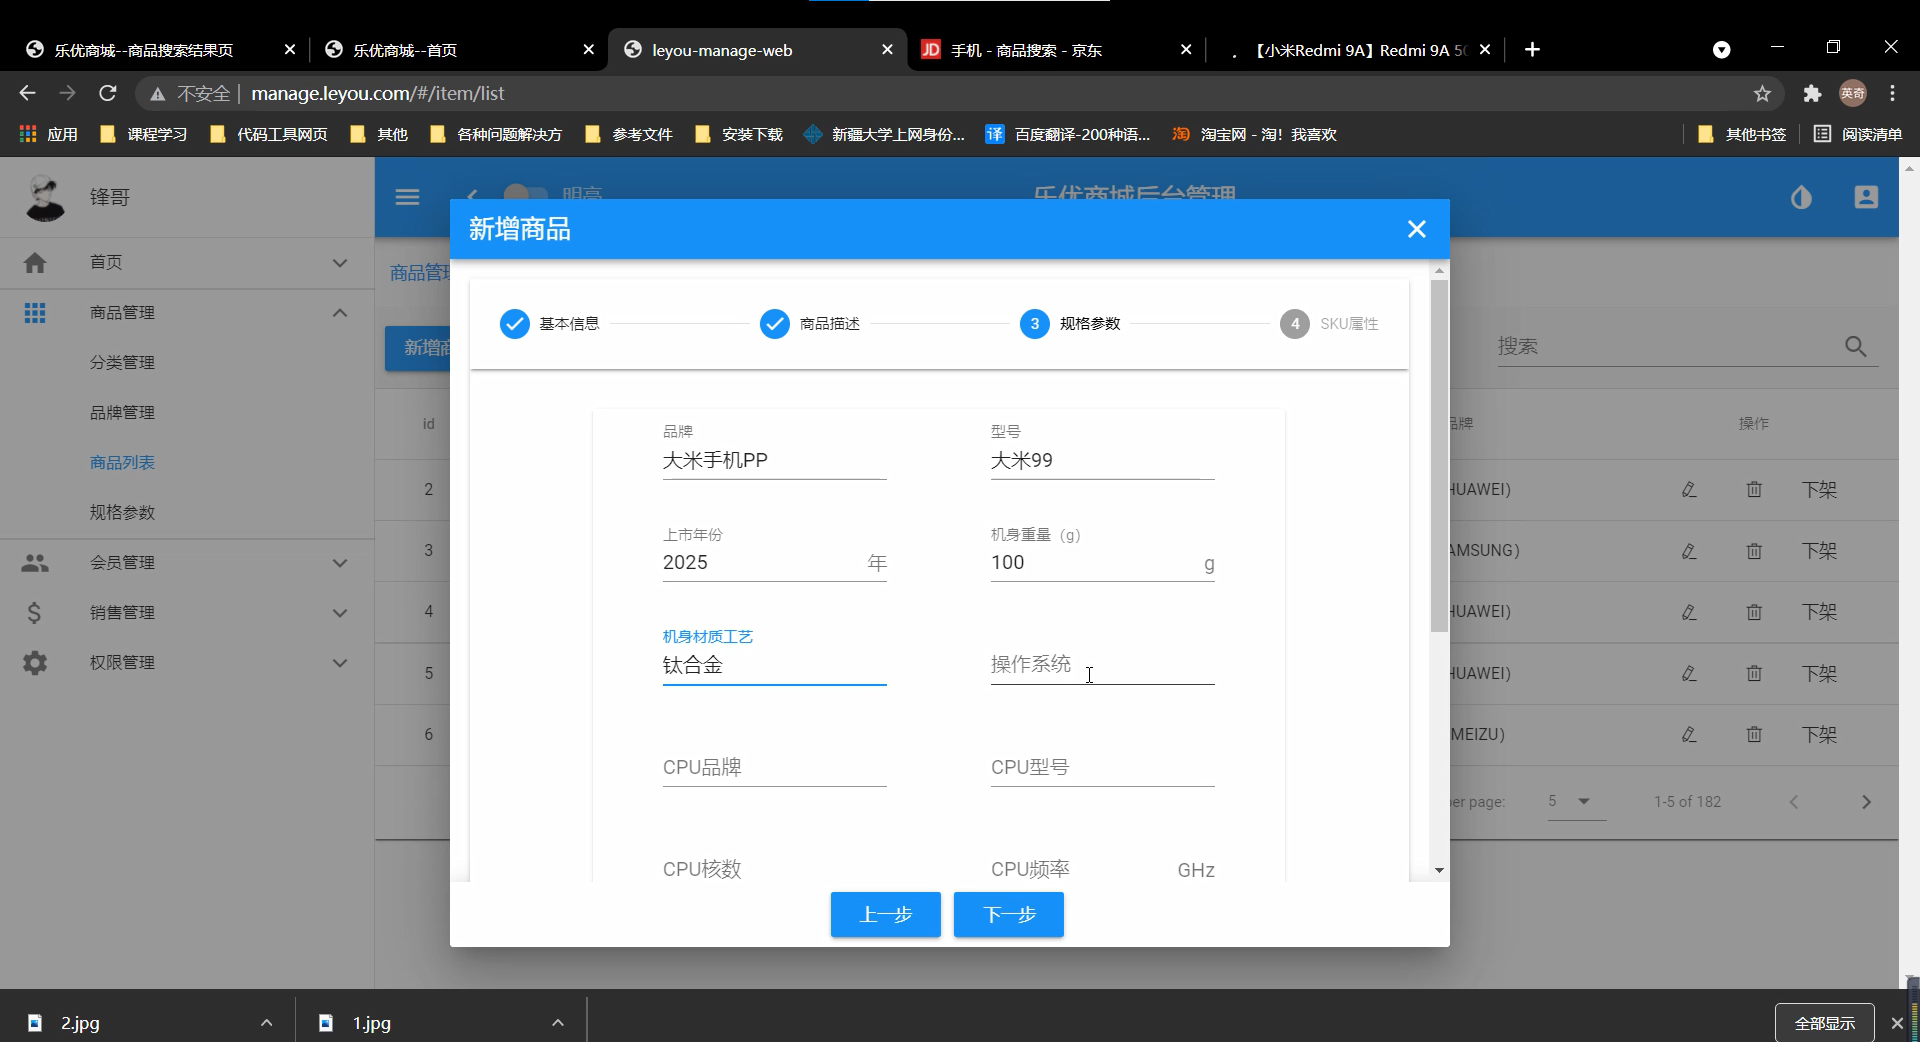 乐优商城--商品搜索结果页
乐优商城--首页
leyou-manage-web
JD 手机 - 商品搜索 - 京东
【小米Redmi 9A】Redmi 9A 5
不安全 | manage.leyou.com/#/item/list
英奇
应用 课程学习 代码工具网页 其他 各种问题解决方 参考文件 安装下载 新疆大学上网身份... 译 百度翻译-200种语... 淘 淘宝网 - 淘！我喜欢 其他书签 阅读清单
锋哥
明亮
乐优商城后台管理
首页
商品管理
分类管理
品牌管理
商品列表
规格参数
会员管理
销售管理
权限管理
商品管理
新增商
搜索
id
品牌
操作
2
HUAWEI)
下架
3
AMSUNG)
下架
4
HUAWEI)
下架
5
HUAWEI)
下架
6
MEIZU)
下架
per page: 5 1-5 of 182
新增商品
基本信息
商品描述
3 规格参数
4 SKU属性
品牌
大米手机PP
型号
大米99
上市年份
2025 年
机身重量（g）
100 g
机身材质工艺
钛合金
操作系统
CPU品牌
CPU型号
CPU核数
CPU频率 GHz
上一步
下一步
2.jpg
1.jpg
全部显示